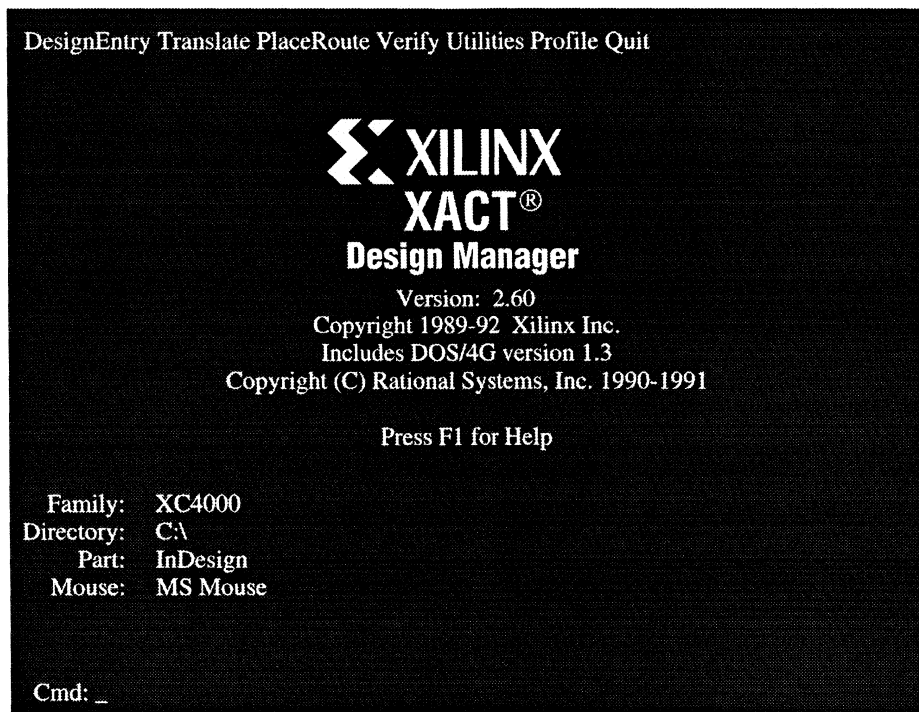 DesignEntry Translate PlaceRoute Verify Utilities Profile Quit
XILINX
XACT®
Design Manager
Version: 2.60
Copyright 1989-92 Xilinx Inc.
Includes DOS/4G version 1.3
Copyright (C) Rational Systems, Inc. 1990-1991
Press F1 for Help
Family: XC4000
Directory: C:\
Part: InDesign
Mouse: MS Mouse
Cmd: _